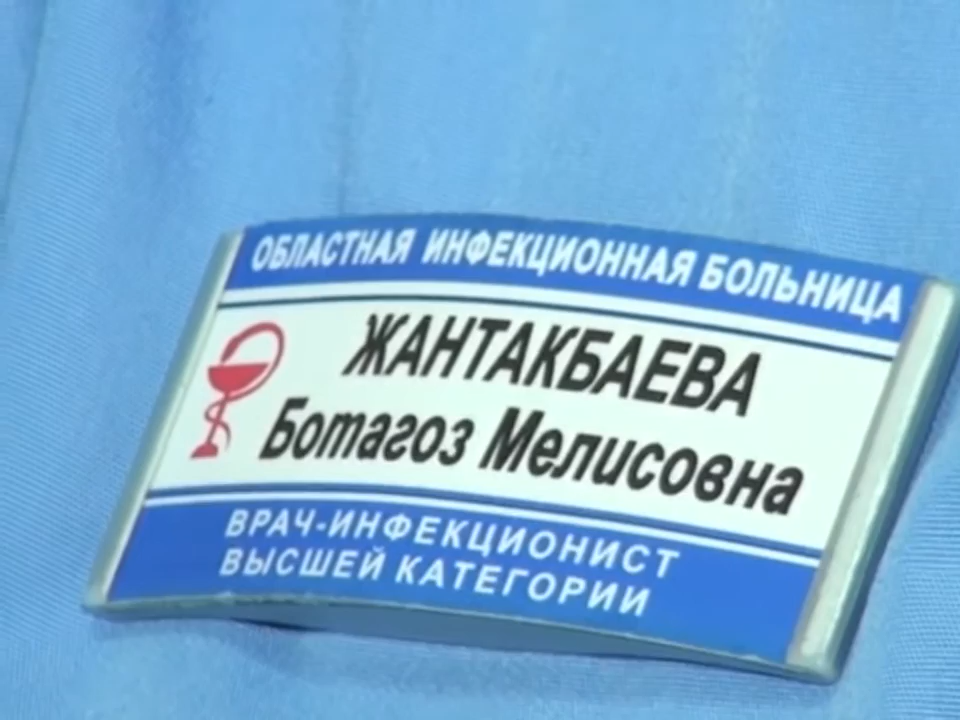 ОБЛАСТНАЯ ИНФЕКЦИОННАЯ БОЛЬНИЦА
ЖАНТАКБАЕВА
Ботагоз Мелисовна
ВРАЧ-ИНФЕКЦИОНИСТ
ВЫСШЕЙ КАТЕГОРИИ